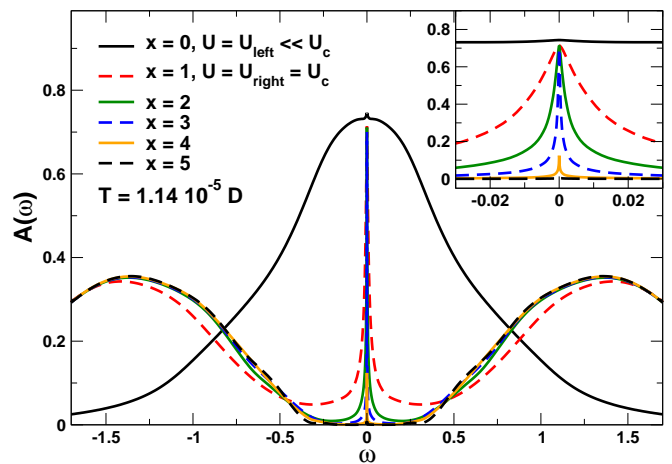 x = 0, U = U_left << U_c
x = 1, U = U_right = U_c
x = 2
x = 3
x = 4
x = 5
T = 1.14 10^-5 D
A(ω)
0.8
0.6
0.4
0.2
0
-1.5
-1
-0.5
0
0.5
1
1.5
ω
0.8
0.6
0.4
0.2
0
-0.02
0
0.02